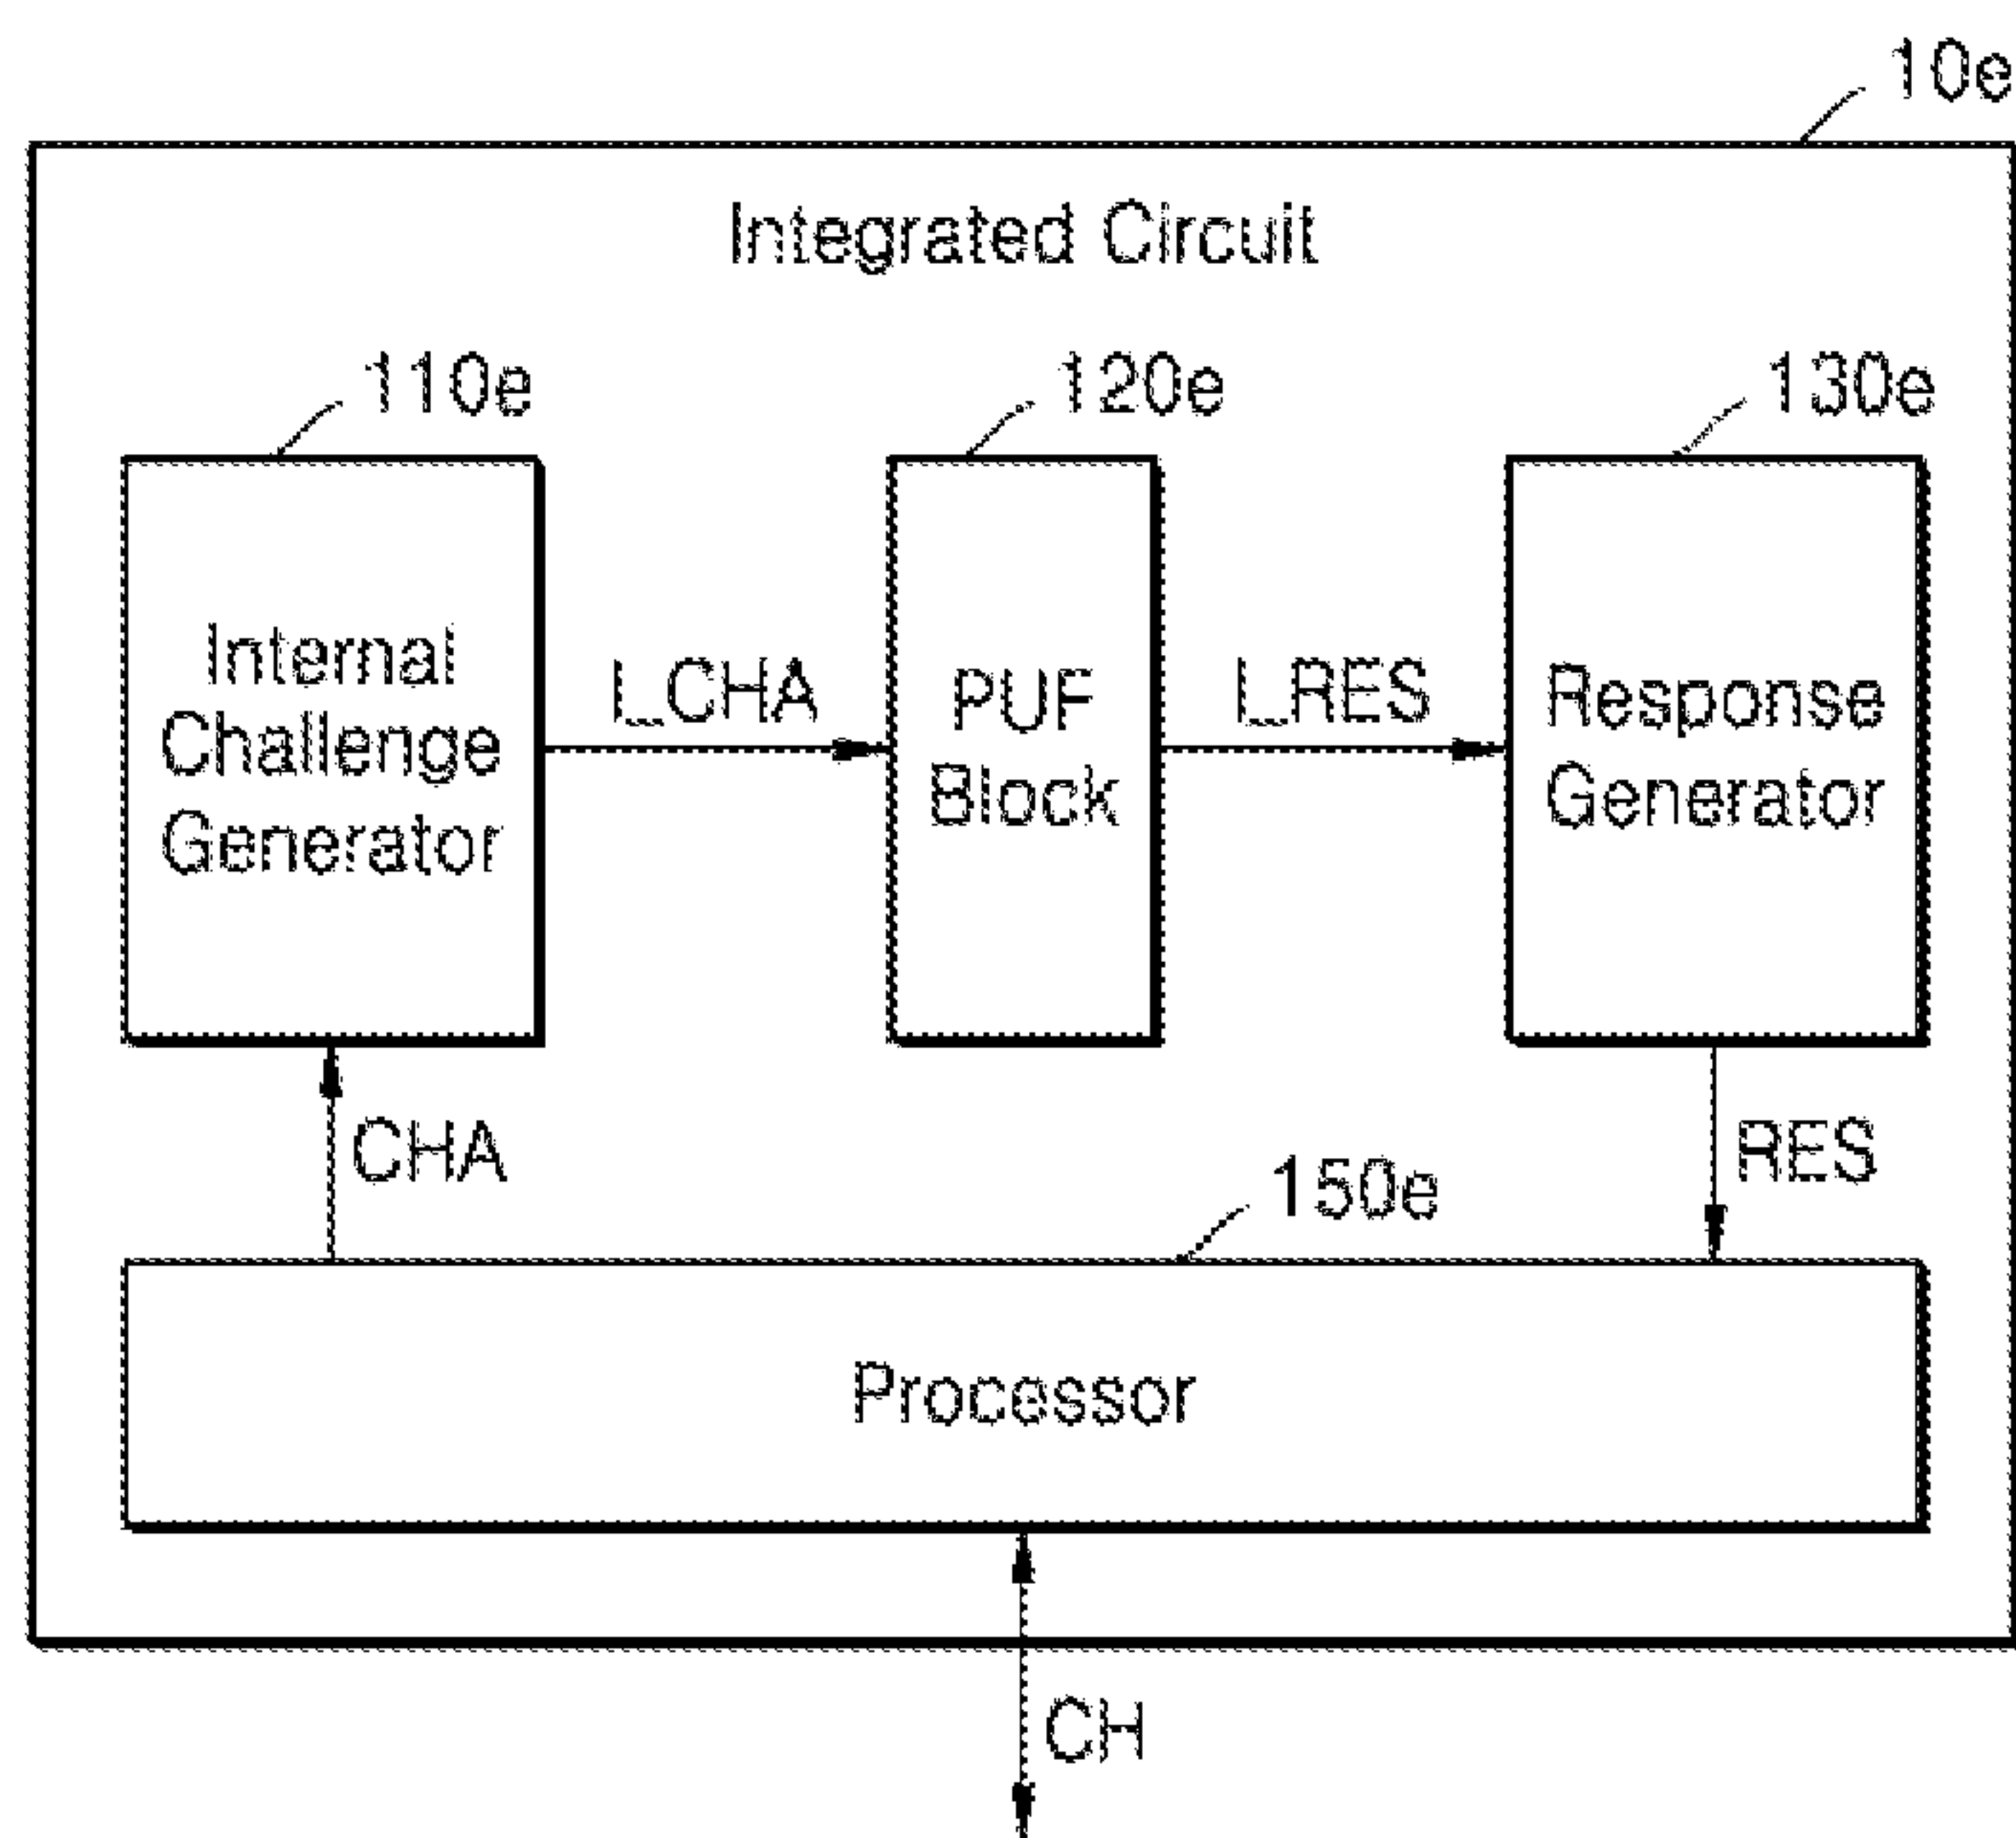 10e
Integrated Circuit
110e
120e
130e
Internal
Challenge
Generator
I_CHA
PUF
Block
I_RES
Response
Generator
CHA
150e
RES
Processor
CH